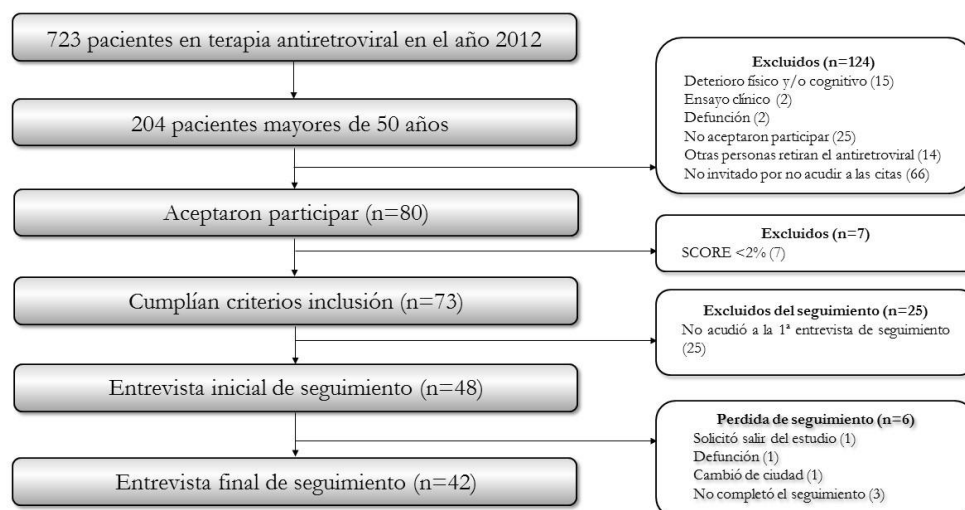 723 pacientes en terapia antiretroviral en el año 2012
Excluidos (n=124)
Deterioro físico y/o cognitivo (15)
Ensayo clínico (2)
Defunción (2)
No aceptaron participar (25)
Otras personas retiran el antiretroviral (14)
No invitado por no acudir a las citas (66)
204 pacientes mayores de 50 años
Aceptaron participar (n=80)
Excluidos (n=7)
SCORE <2% (7)
Cumplían criterios inclusión (n=73)
Excluidos del seguimiento (n=25)
No acudió a la 1ª entrevista de seguimiento
(25)
Entrevista inicial de seguimiento (n=48)
Perdida de seguimiento (n=6)
Solicitó salir del estudio (1)
Defunción (1)
Cambió de ciudad (1)
No completó el seguimiento (3)
Entrevista final de seguimiento (n=42)